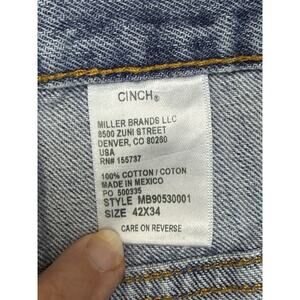 CINCH®
MILLER BRANDS LLC
8500 ZUNI STREET
DENVER, CO 80260
USA
RN# 155737
100% COTTON / COTON
MADE IN MEXICO
PO 500335
STYLE MB90530001
SIZE 42X34
CARE ON REVERSE